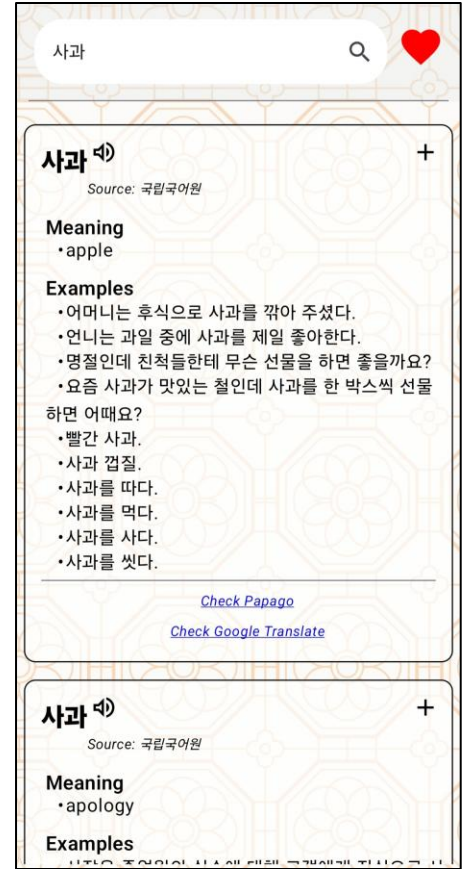 사과
사과
+
Source: 국립국어원
Meaning
•apple
Examples
•어머니는 후식으로 사과를 깎아 주셨다.
•언니는 과일 중에 사과를 제일 좋아한다.
•명절인데 친척들한테 무슨 선물을 하면 좋을까요?
•요즘 사과가 맛있는 철인데 사과를 한 박스씩 선물
하면 어때요?
•빨간 사과.
•사과 껍질.
•사과를 따다.
•사과를 먹다.
•사과를 사다.
•사과를 씻다.
Check Papago
Check Google Translate
사과
+
Source: 국립국어원
Meaning
•apology
Examples